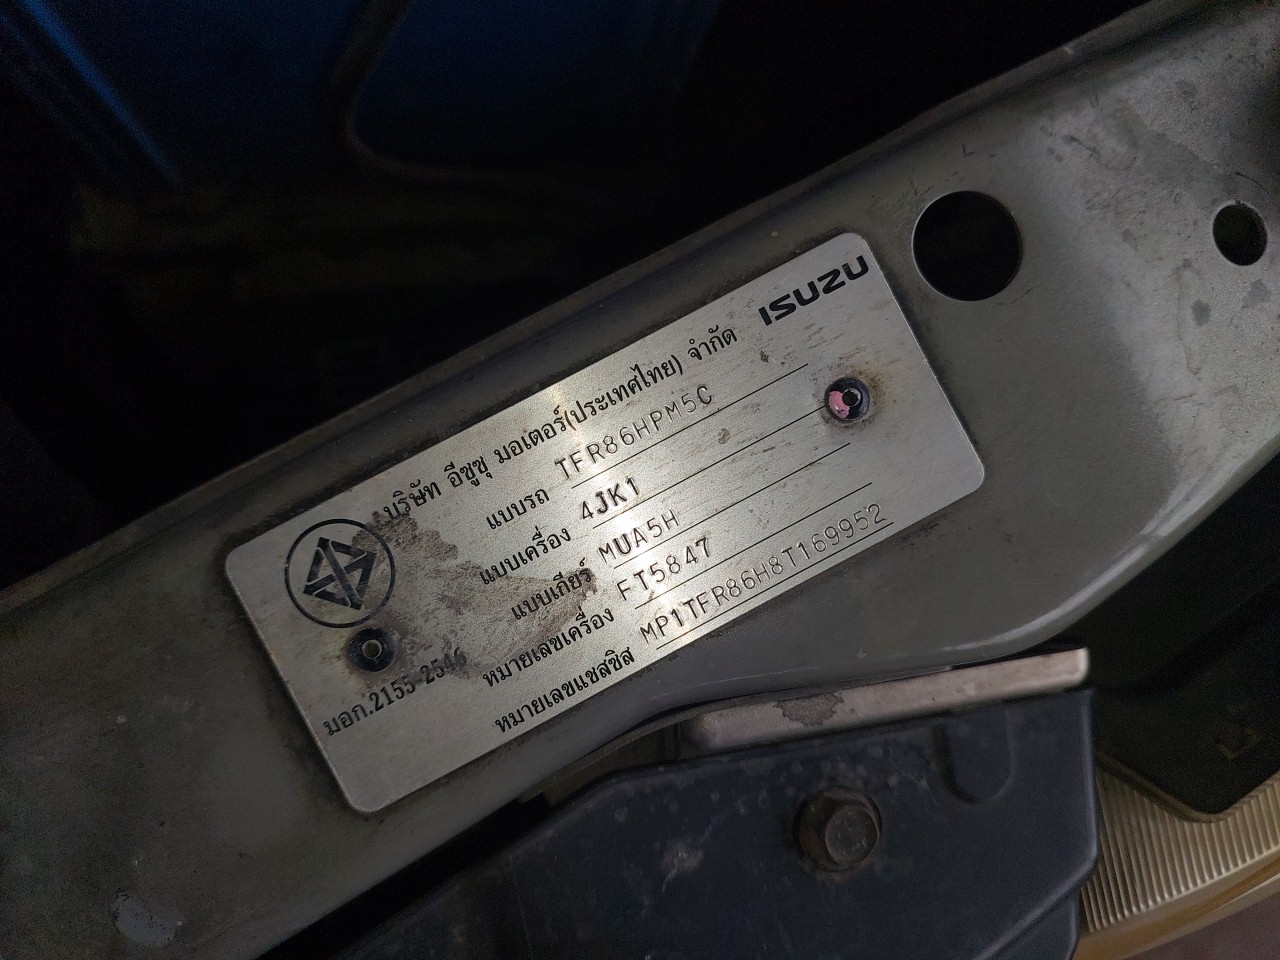 ISUZU
บริษัท อีซูซุ มอเตอร์(ประเทศไทย) จำกัด
แบบรถ TFR86HPM5C
แบบเครื่อง 4JK1
แบบเกียร์ MUA5H
หมายเลขเครื่อง FT5847
หมายเลขแชสซิส MP1TFR86H8T169952
มอก.2155-2546